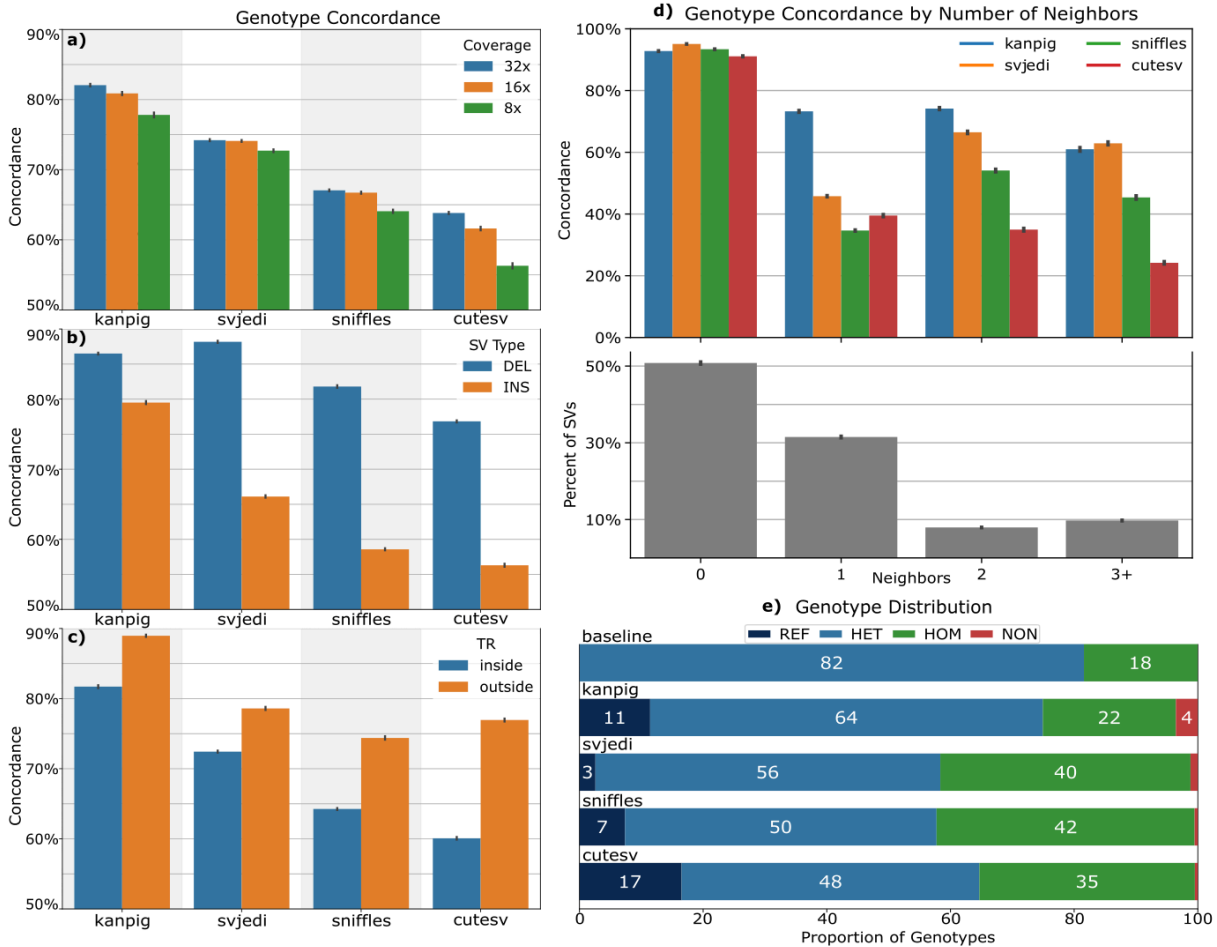 Genotype Concordance
a)
90%
80%
70%
60%
50%
Concordance
Coverage
32x
16x
8x
kanpig svjedi sniffles cutesv
b)
90%
80%
70%
60%
50%
Concordance
SV Type
DEL
INS
kanpig svjedi sniffles cutesv
c)
90%
80%
70%
60%
50%
Concordance
TR
inside
outside
kanpig svjedi sniffles cutesv
d) Genotype Concordance by Number of Neighbors
100%
80%
60%
40%
20%
0%
Concordance
kanpig sniffles
svjedi cutesv
50%
30%
10%
Percent of SVs
0 1 2 3+
Neighbors
e) Genotype Distribution
REF HET HOM NON
baseline
82 18
kanpig
11 64 22 4
svjedi
3 56 40
sniffles
7 50 42
cutesv
17 48 35
0 20 40 60 80 100
Proportion of Genotypes